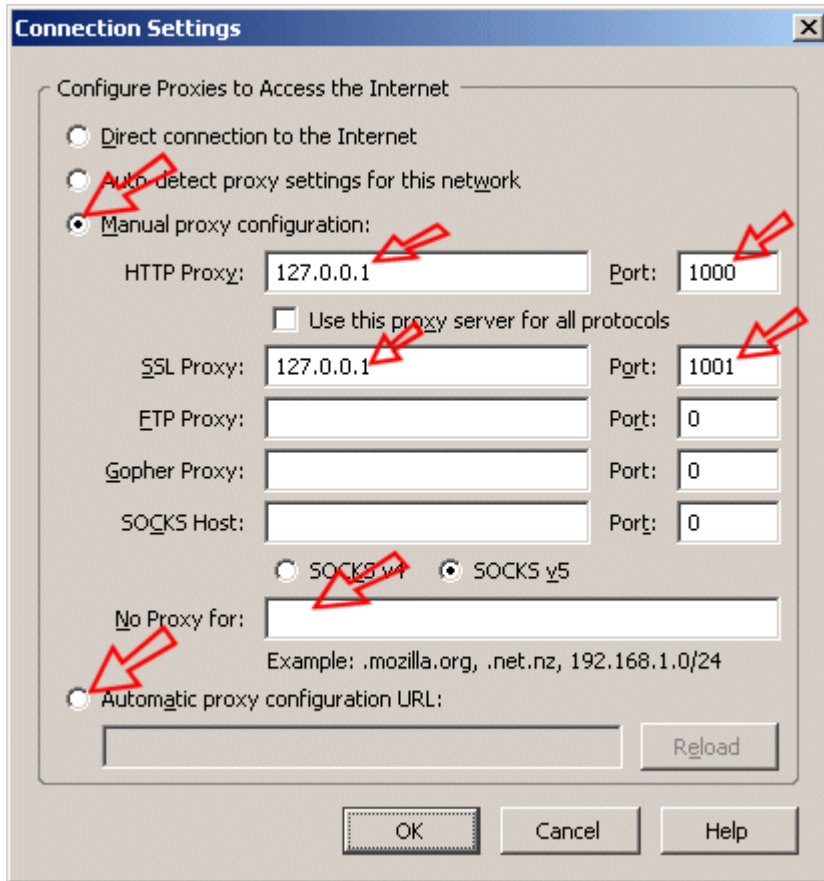 Connection Settings
Configure Proxies to Access the Internet
Direct connection to the Internet
Auto-detect proxy settings for this network
Manual proxy configuration:
HTTP Proxy: 127.0.0.1 Port: 1000
Use this proxy server for all protocols
SSL Proxy: 127.0.0.1 Port: 1001
FTP Proxy: Port: 0
Gopher Proxy: Port: 0
SOCKS Host: Port: 0
SOCKS v4 SOCKS v5
No Proxy for:
Example: .mozilla.org, .net.nz, 192.168.1.0/24
Automatic proxy configuration URL:
Reload
OK Cancel Help